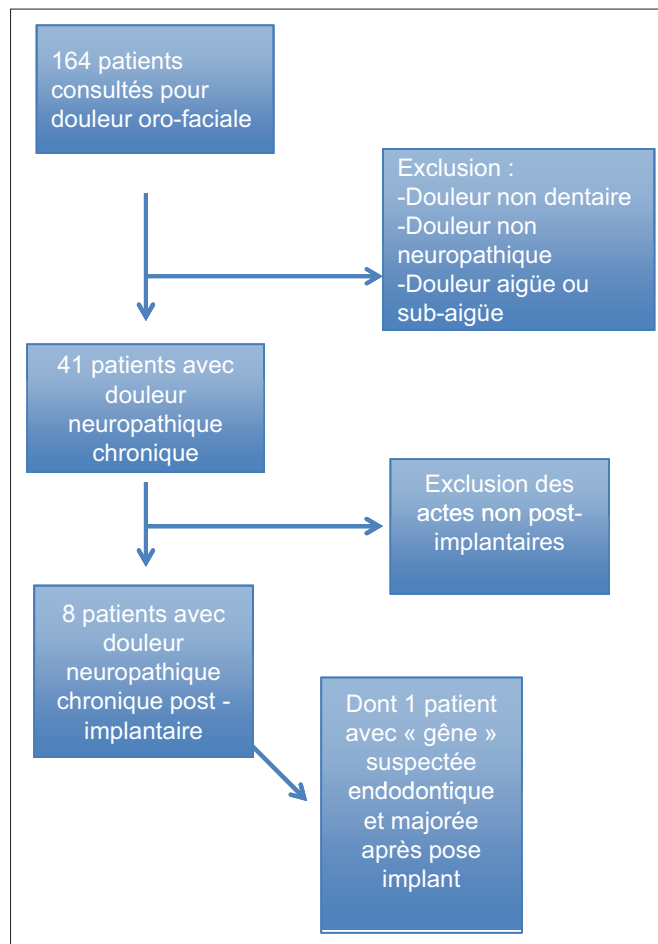 164 patients
consultés pour
douleur oro-faciale
Exclusion :
-Douleur non dentaire
-Douleur non
neuropathique
-Douleur aigüe ou
sub-aigüe
41 patients avec
douleur
neuropathique
chronique
Exclusion des
actes non post-
implantaires
8 patients avec
douleur
neuropathique
chronique post -
implantaire
Dont 1 patient
avec « gêne »
suspectée
endodontique
et majorée
après pose
implant